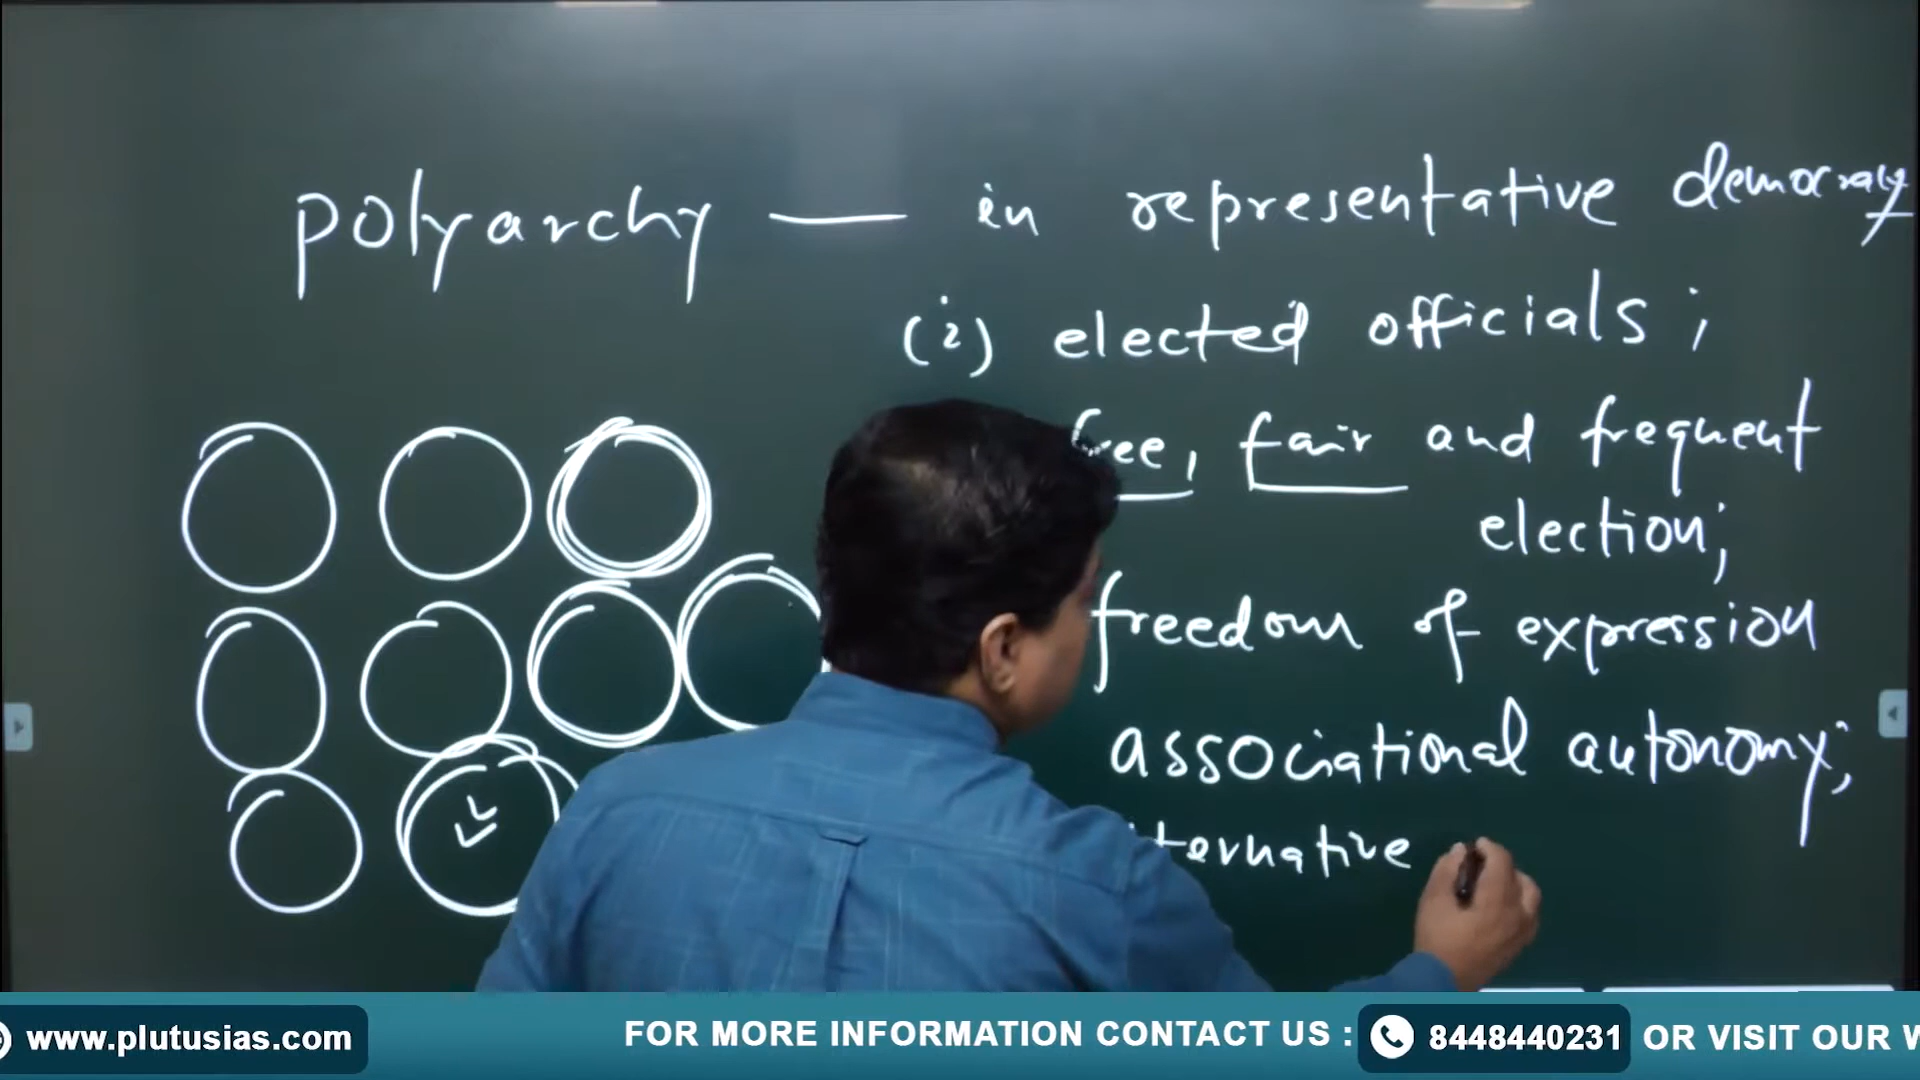 polyarchy — in representative democracy
(i) elected officials;
free, fair and frequent
election;
freedom of expression
associational autonomy;
www.plutusias.com
FOR MORE INFORMATION CONTACT US : 8448440231 OR VISIT OUR